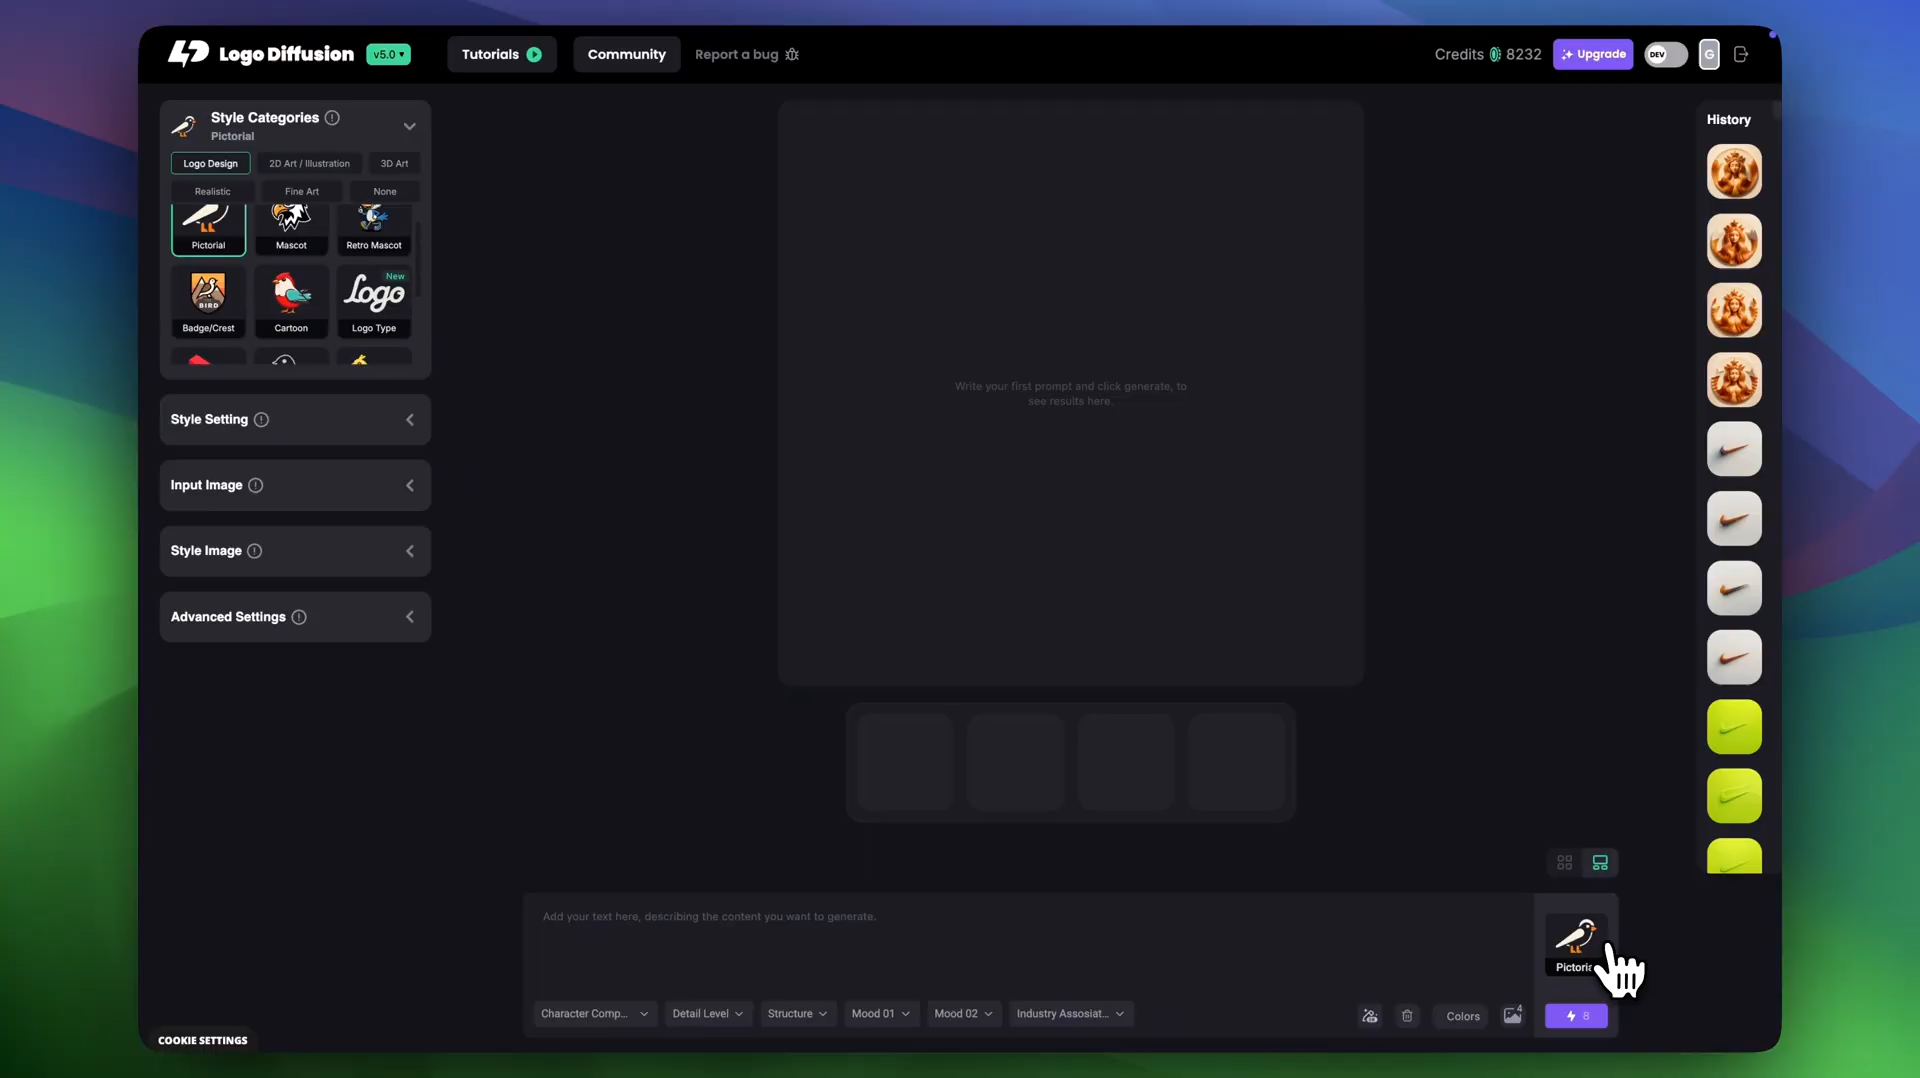 Logo Diffusion v5.0
Tutorials
Community
Report a bug
Credits 8232
Upgrade
DEV
G
Style Categories
Pictorial
Logo Design
2D Art / Illustration
3D Art
Realistic
Fine Art
None
Pictorial
Mascot
Retro Mascot
BIRD
New
Logo
Badge/Crest
Cartoon
Logo Type
Style Setting
Input Image
Style Image
Advanced Settings
Write your first prompt and click generate, to
see results here.
History
Add your text here, describing the content you want to generate.
Pictoria
Character Comp...
Detail Level
Structure
Mood 01
Mood 02
Industry Assosiat...
Colors
4
8
COOKIE SETTINGS